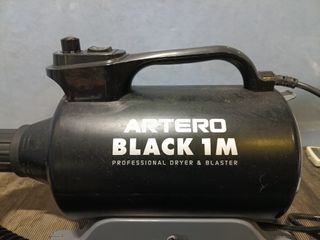 ARTERO
BLACK 1M
PROFESSIONAL DRYER & BLASTER